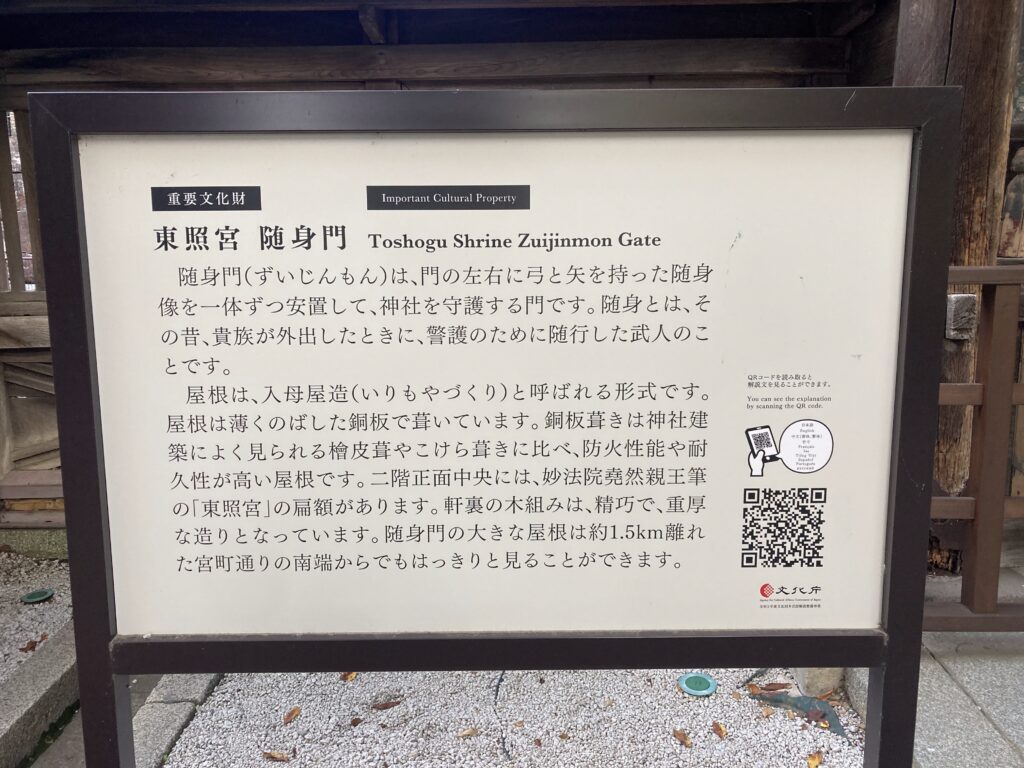 重要文化財
Important Cultural Property
東照宮 随身門 Toshogu Shrine Zuijinmon Gate
随身門(ずいじんもん)は、門の左右に弓と矢を持った随身
像を一体ずつ安置して、神社を守護する門です。随身とは、そ
の昔、貴族が外出したときに、警護のために随行した武人のこ
とです。
屋根は、入母屋造(いりもやづくり)と呼ばれる形式です。
屋根は薄くのばした銅板で葺いています。銅板葺きは神社建
築によく見られる檜皮葺やこけら葺きに比べ、防火性能や耐
久性が高い屋根です。二階正面中央には、妙法院堯然親王筆
の「東照宮」の扁額があります。軒裏の木組みは、精巧で、重厚
な造りとなっています。随身門の大きな屋根は約1.5km離れ
た宮町通りの南端からでもはっきりと見ることができます。
QRコードを読み取ると
解説文を見ることができます。
You can see the explanation
by scanning the QR code.
日本語
English
Français
Tiếng Việt
Español
Português
文化庁